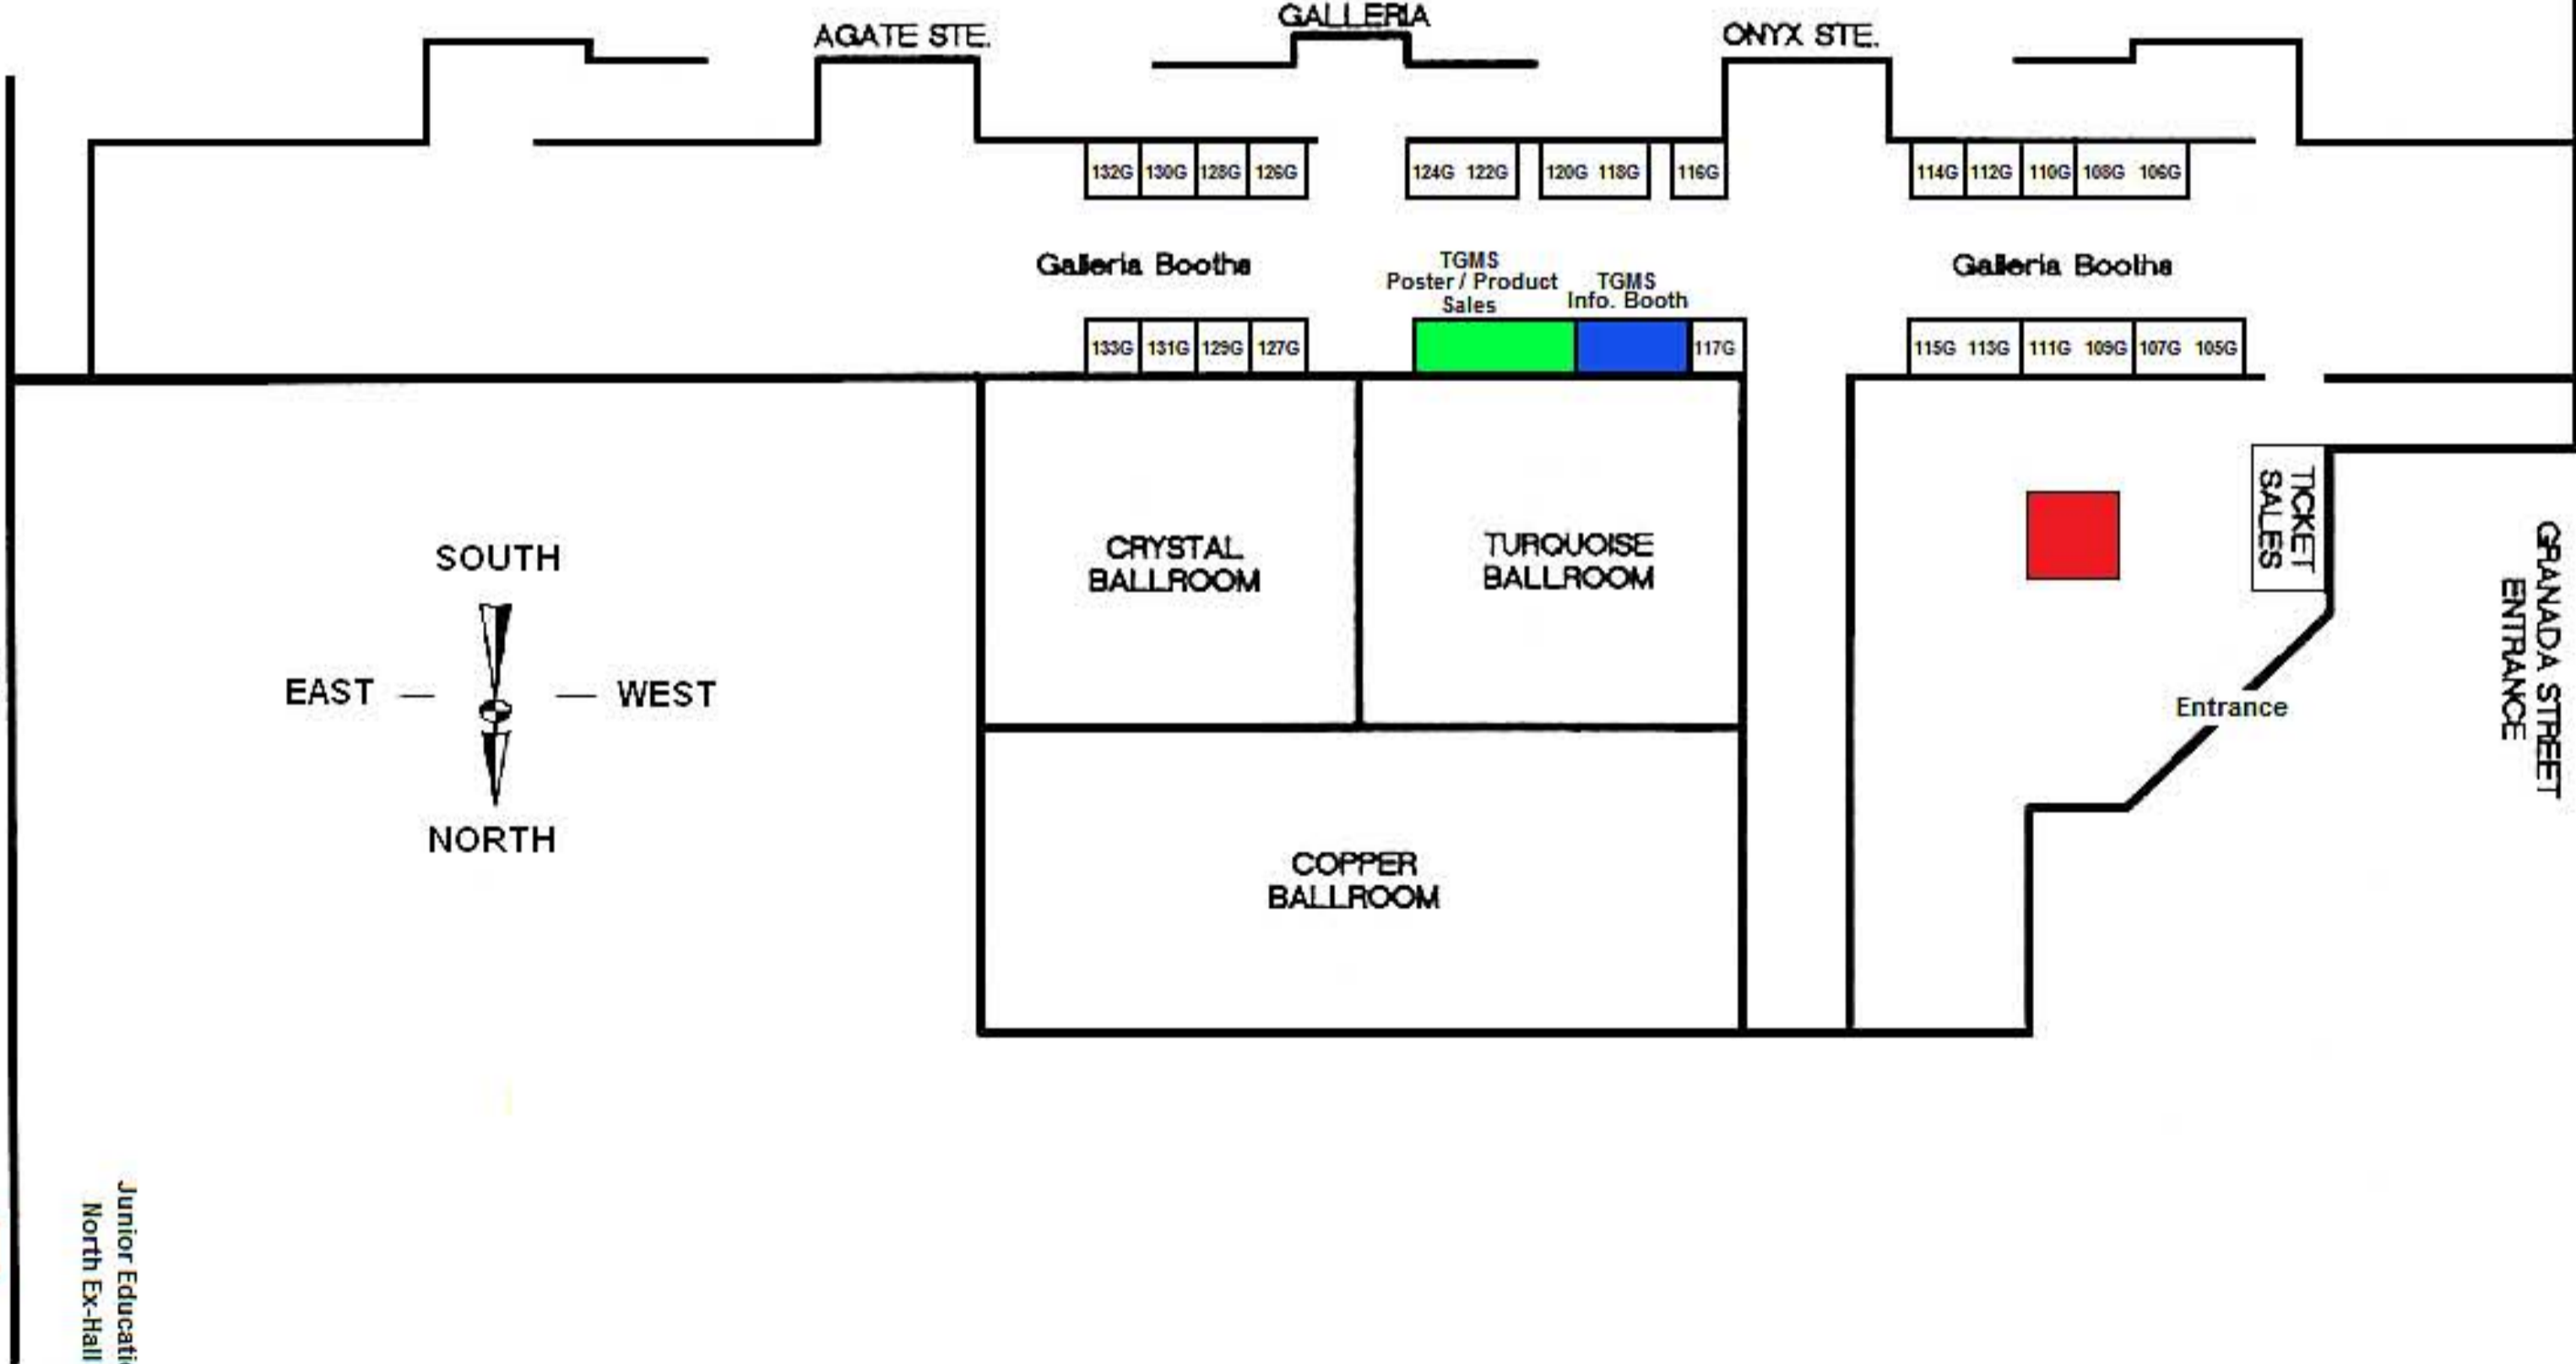 GALLERIA
AGATE STE.
ONYX STE.
132G 130G 128G 126G
124G 122G
120G 118G
116G
114G 112G 110G 108G 106G
Galleria Booths
TGMS
Poster / Product
Sales
TGMS
Info. Booth
Galleria Booths
133G 131G 129G 127G
117G
115G 113G 111G 109G 107G 105G
TICKET
SALES
GRANADA STREET
ENTRANCE
CRYSTAL
BALLROOM
TURQUOISE
BALLROOM
SOUTH
EAST
WEST
NORTH
Entrance
COPPER
BALLROOM
Junior Educati
North Ex-Hall